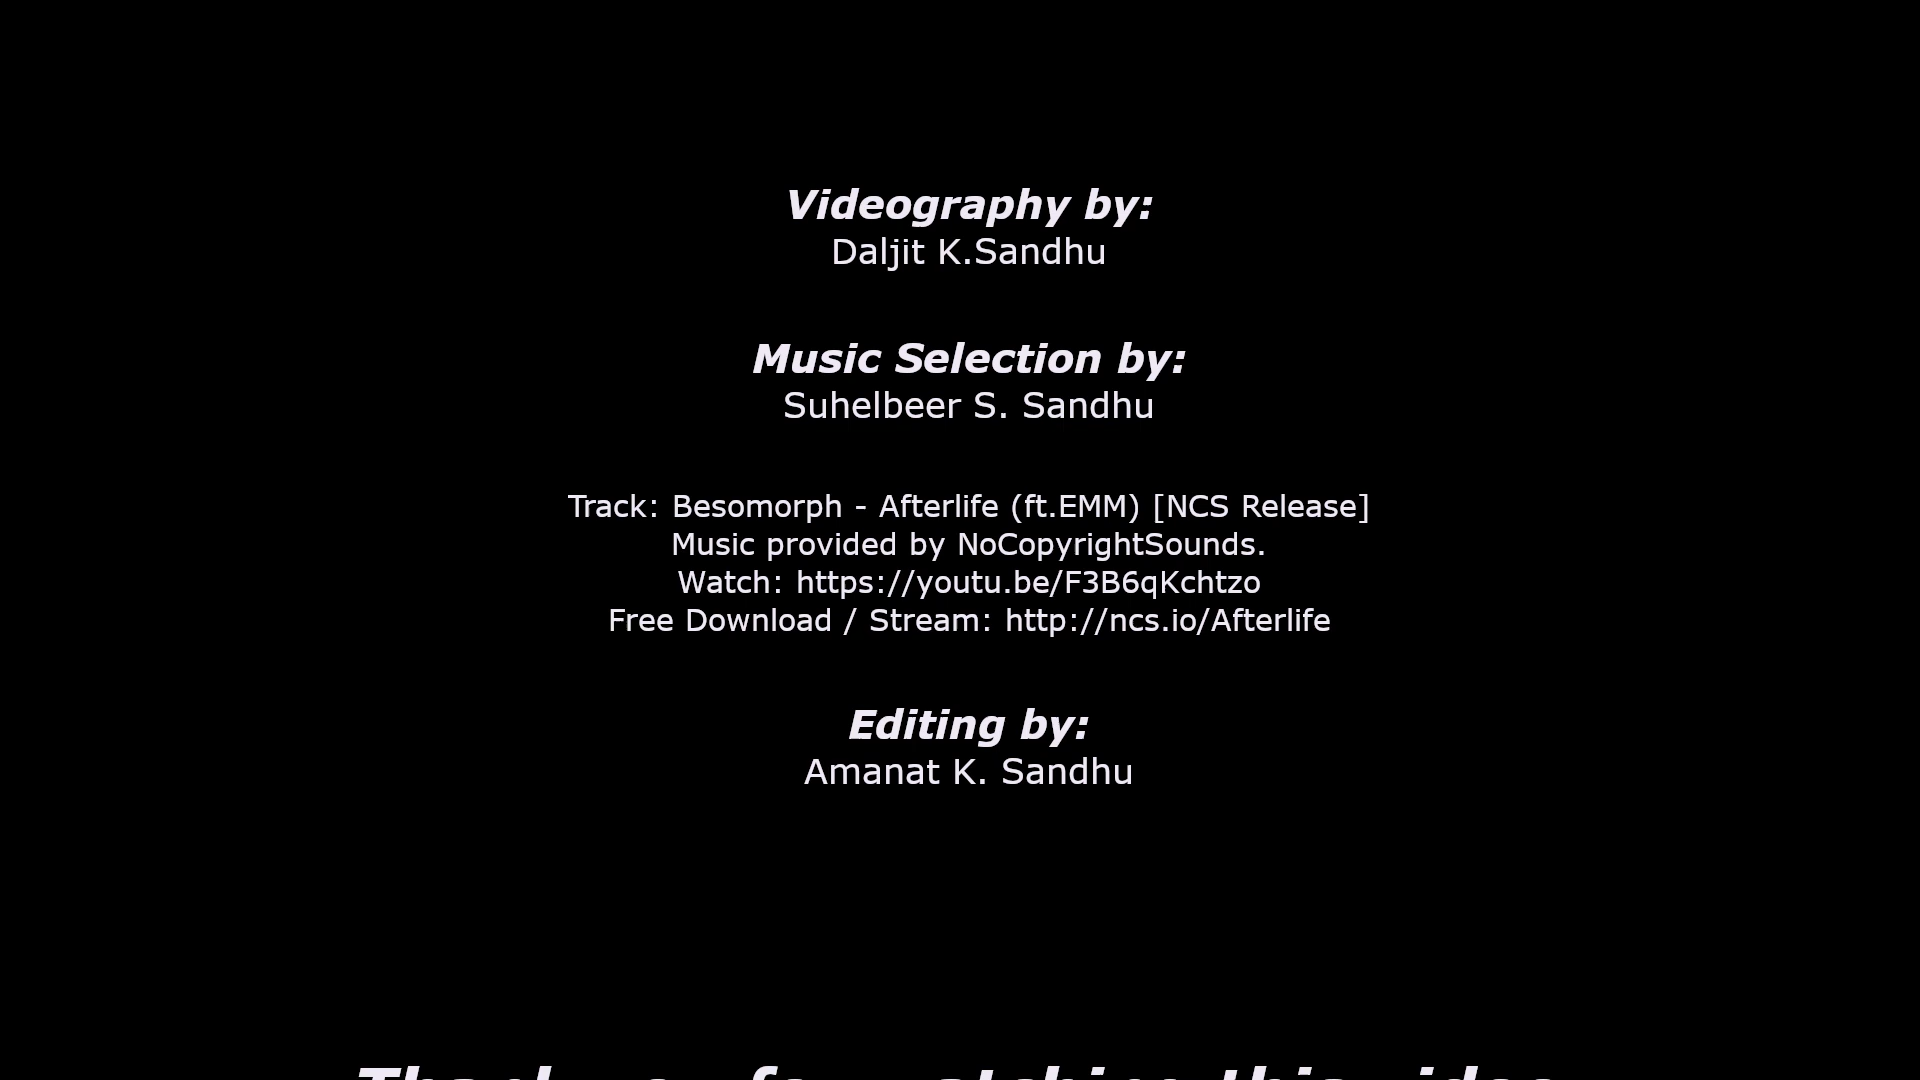 Videography by:
Daljit K.Sandhu
Music Selection by:
Suhelbeer S. Sandhu
Track: Besomorph - Afterlife (ft.EMM) [NCS Release]
Music provided by NoCopyrightSounds.
Watch: https://youtu.be/F3B6qKchtzo
Free Download / Stream: http://ncs.io/Afterlife
Editing by:
Amanat K. Sandhu
this